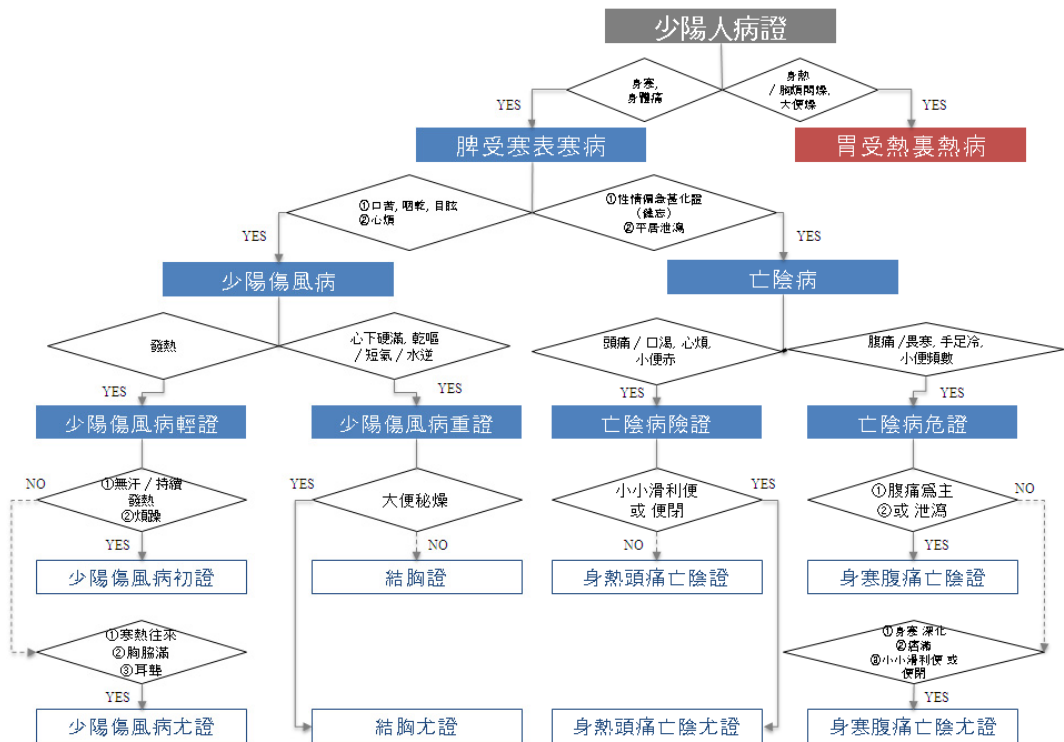 少陽人病證
身塞,
身體痛
身熱
/ 胸煩悶燥,
大便燥
YES
YES
脾受塞表塞病
胃受熱裏熱病
①口苦, 咽乾, 目眩
②心煩
①性情偏急甚化證
(健忘)
②平居泄瀉
YES
YES
少陽傷風病
亡陰病
發熱
心下硬滿, 乾嘔
/ 短氣 / 水逆
頭痛 / 口渴, 心煩,
小便赤
腹痛 / 畏塞, 手足冷,
小便頻數
YES
YES
YES
YES
少陽傷風病輕證
少陽傷風病重證
亡陰病險證
亡陰病危證
NO
①無汗 / 持續
發熱
②煩躁
YES
大便秘燥
小小滑利便
或 便閉
YES
①腹痛爲主
②或 泄瀉
NO
YES
NO
NO
YES
少陽傷風病初證
結胸證
身熱頭痛亡陰證
身塞腹痛亡陰證
①寒熱往來
②胸脇滿
③耳聾
①身塞 深化
②痞滿
③小小滑利便 或
便閉
YES
YES
少陽傷風病尤證
結胸尤證
身熱頭痛亡陰尤證
身塞腹痛亡陰尤證